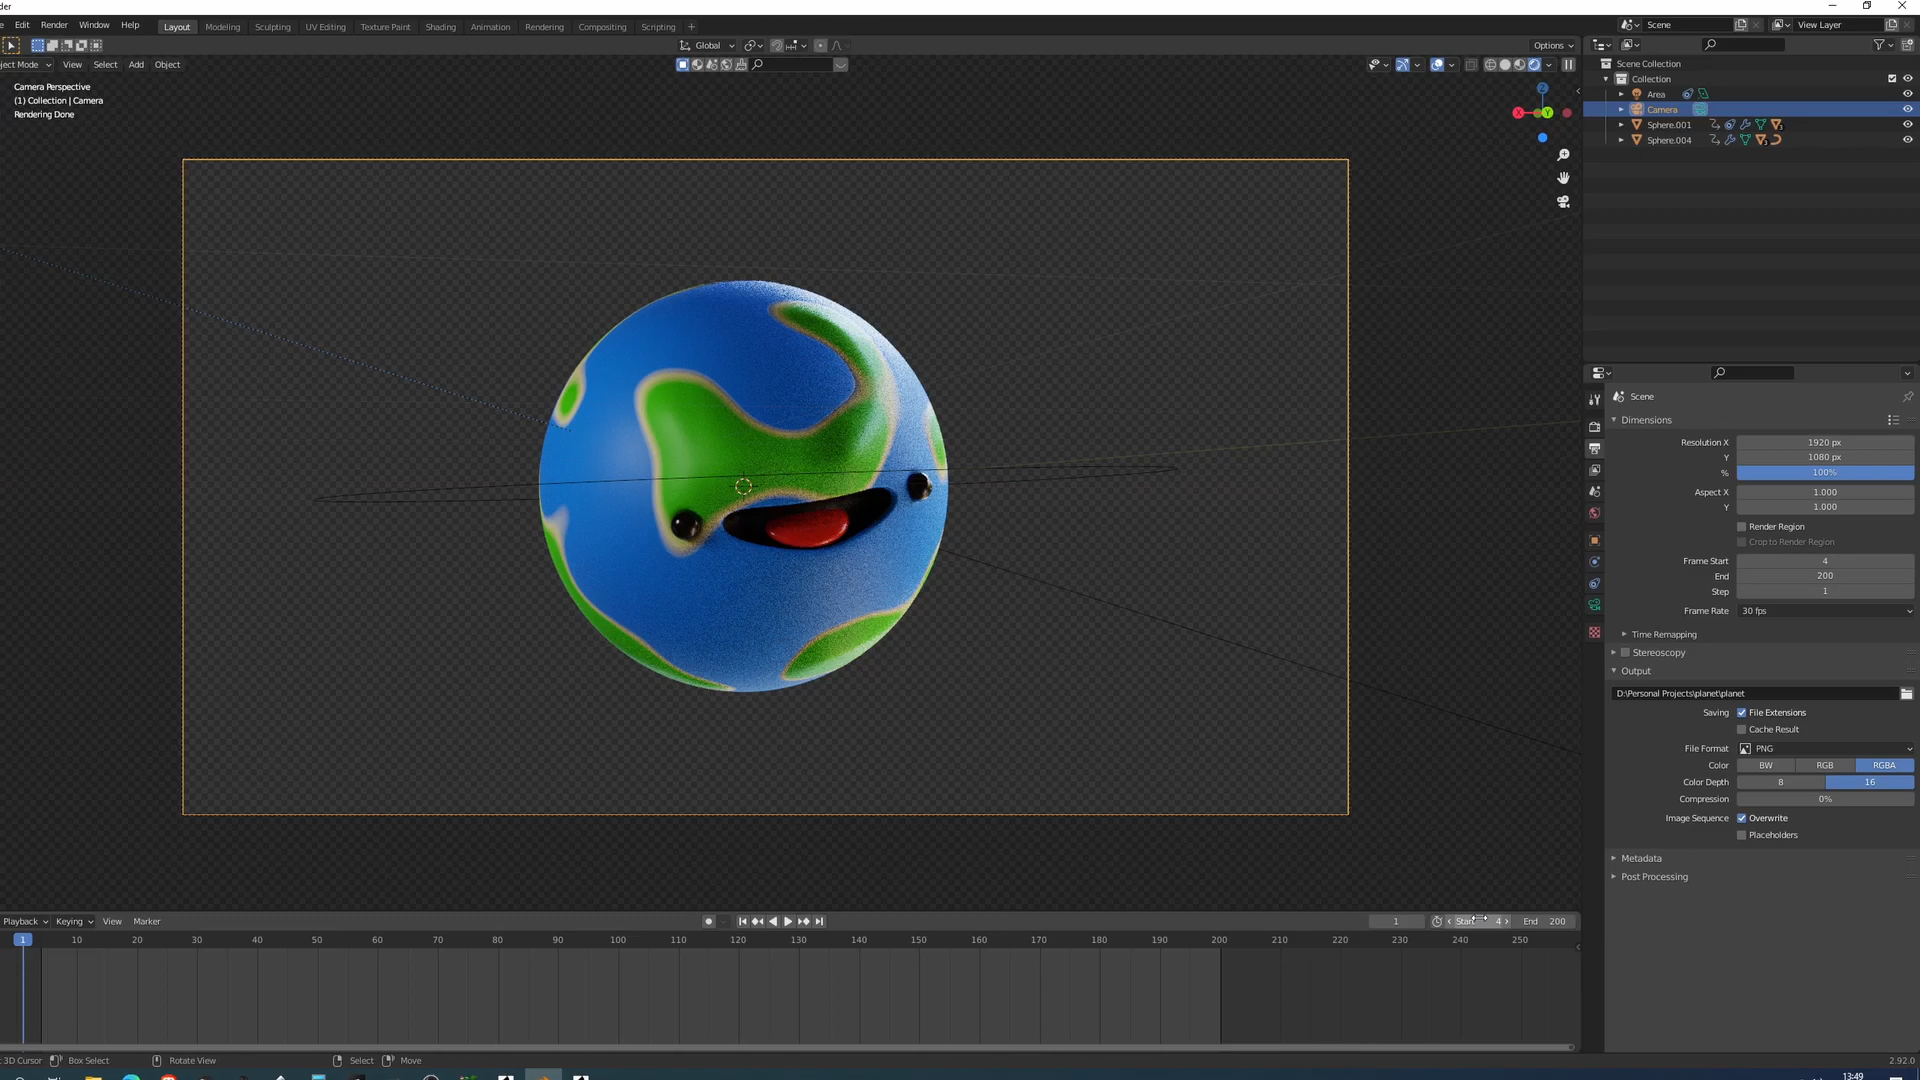 der
Edit Render Window Help Layout Modeling Sculpting UV Editing Texture Paint Shading Animation Rendering Compositing Scripting + Scene View Layer
Global Options
ject Mode View Select Add Object
Camera Perspective
(1) Collection | Camera
Rendering Done
X
Y
Z
Scene Collection
Collection
Area
Camera
Sphere.001
Sphere.004
Scene
Dimensions
Resolution X 1920 px
Y 1080 px
% 100%
Aspect X 1.000
Y 1.000
Render Region
Crop to Render Region
Frame Start 4
End 200
Step 1
Frame Rate 30 fps
Time Remapping
Stereoscopy
Output
D:\Personal Projects\planet\planet
Saving File Extensions
Cache Result
File Format PNG
Color BW RGB RGBA
Color Depth 8 16
Compression 0%
Image Sequence Overwrite
Placeholders
Metadata
Post Processing
Playback Keying View Marker 1 Start 4 End 200
1 10 20 30 40 50 60 70 80 90 100 110 120 130 140 150 160 170 180 190 200 210 220 230 240 250
3D Cursor Box Select Rotate View Select Move 2.92.0
13:49